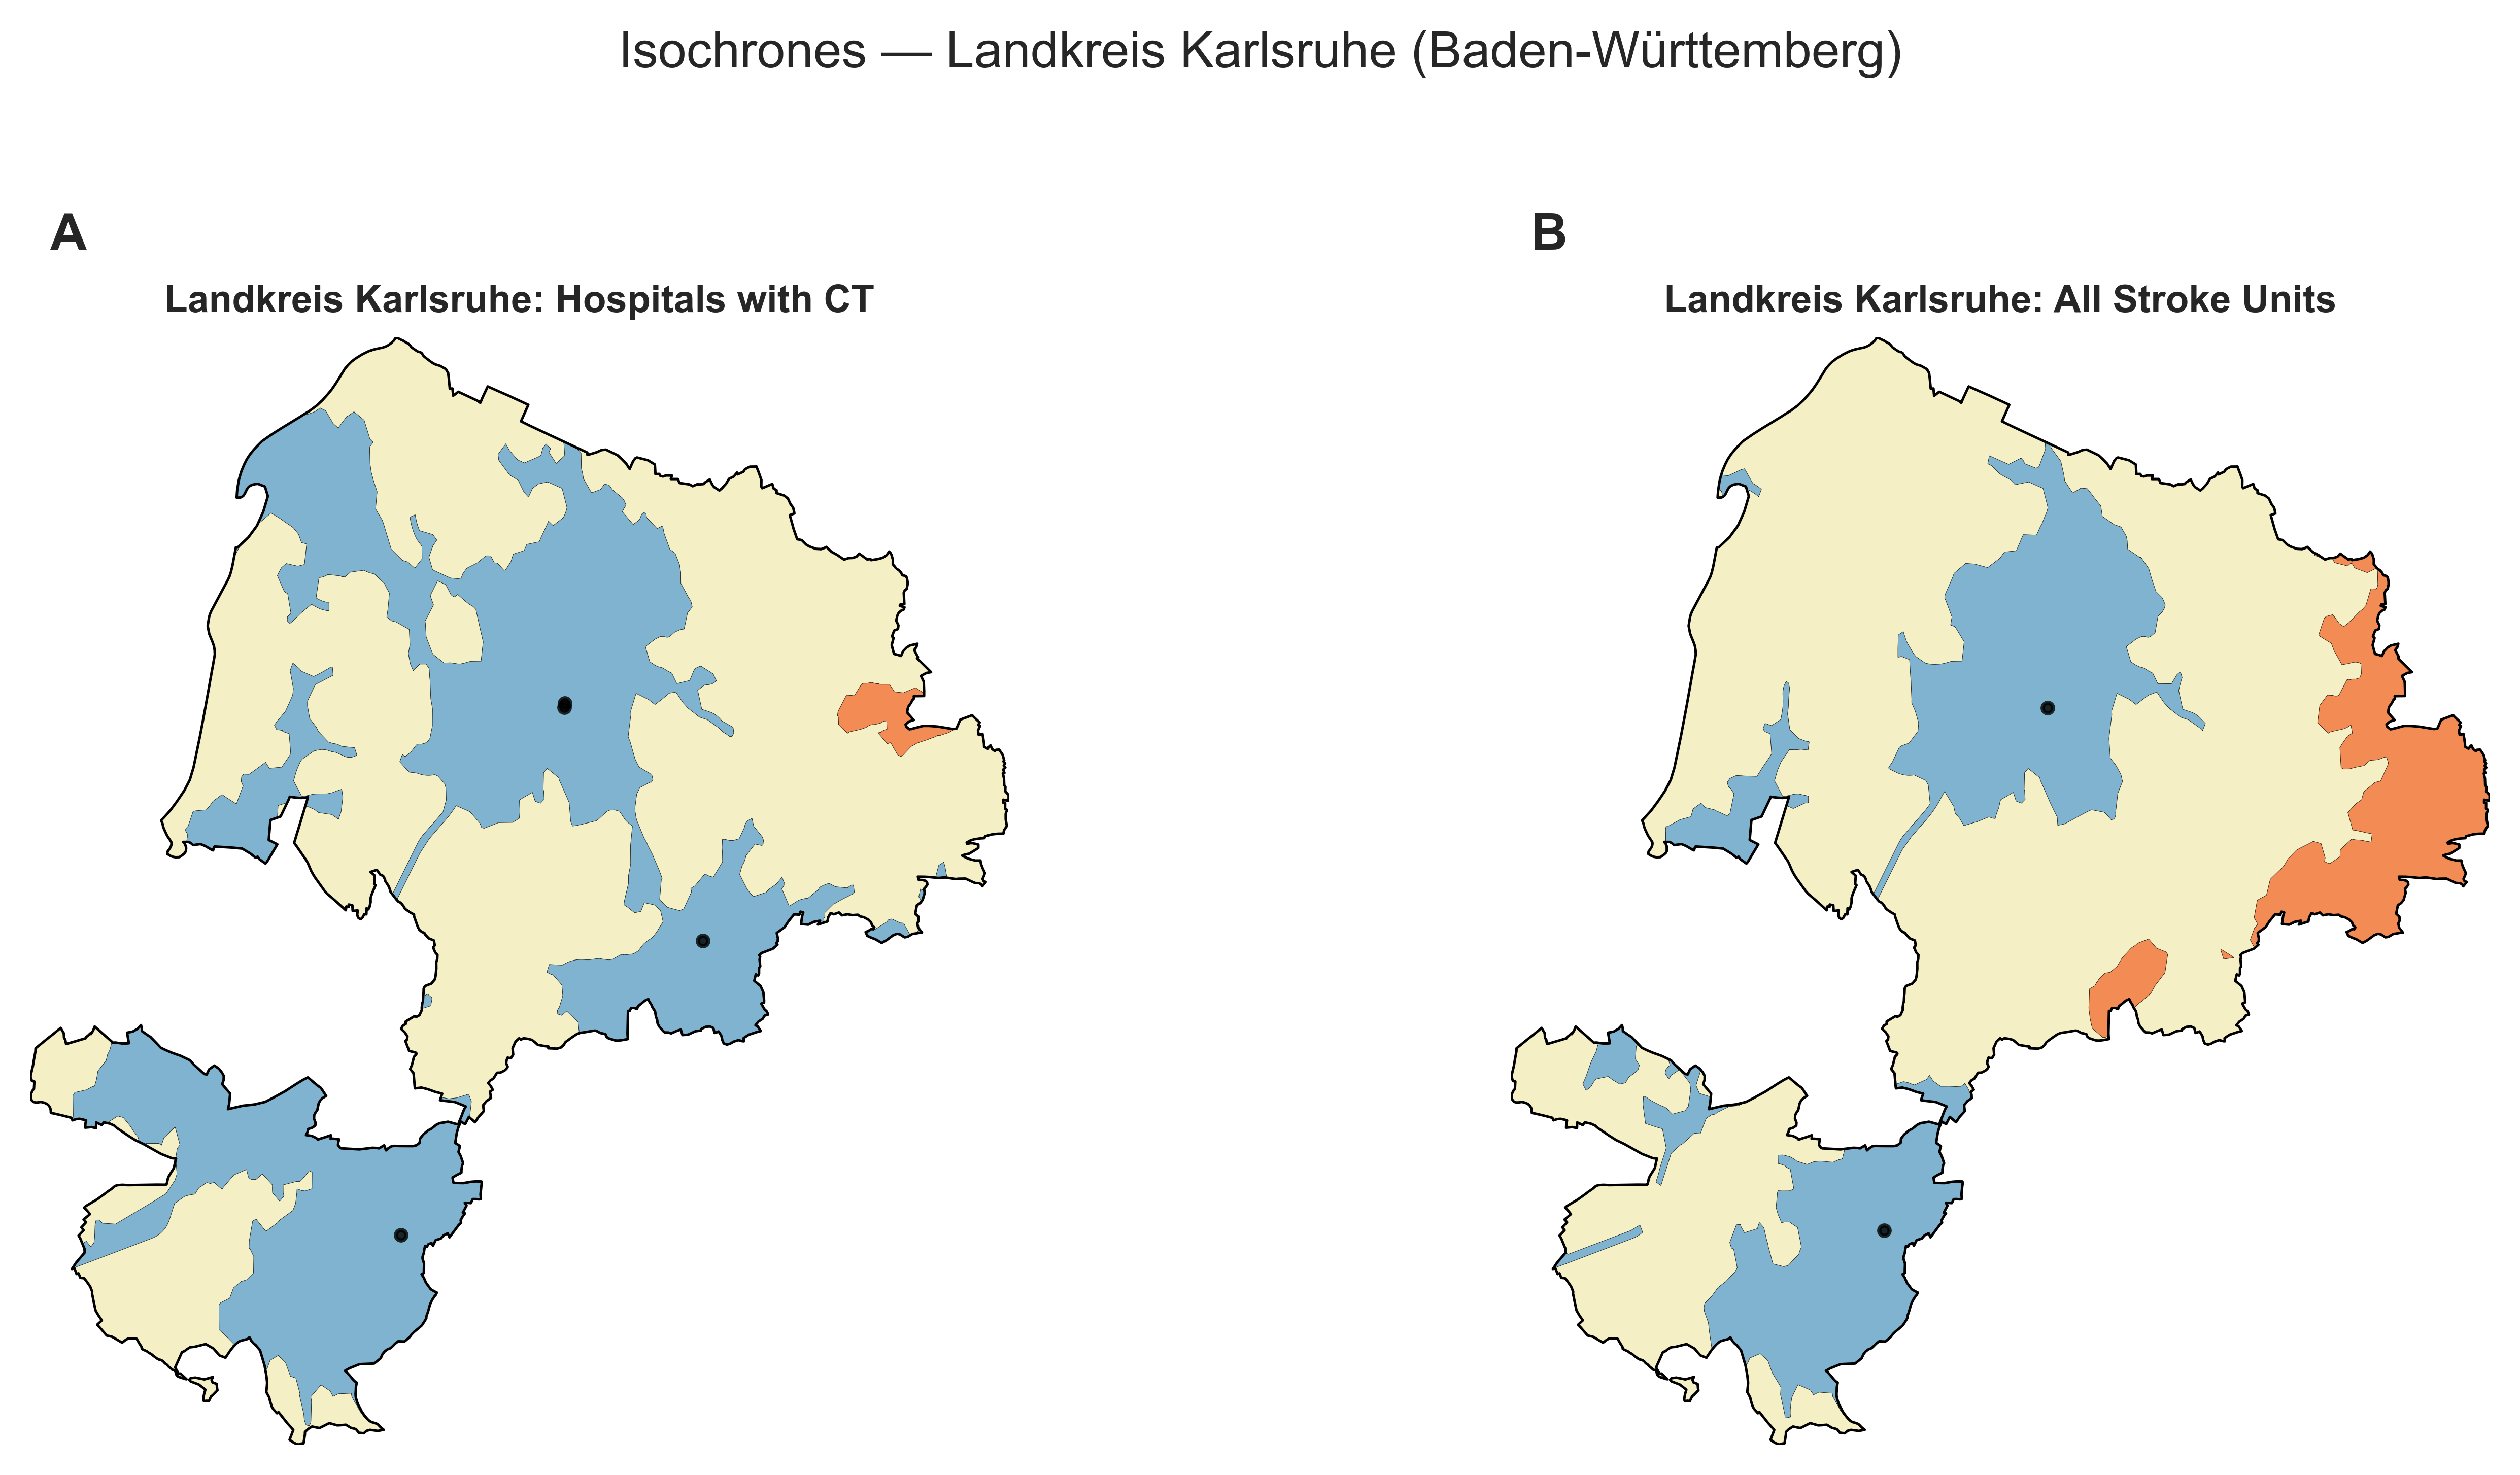 Isochrones — Landkreis Karlsruhe (Baden-Württemberg)
A
B
Landkreis Karlsruhe: Hospitals with CT
Landkreis Karlsruhe: All Stroke Units